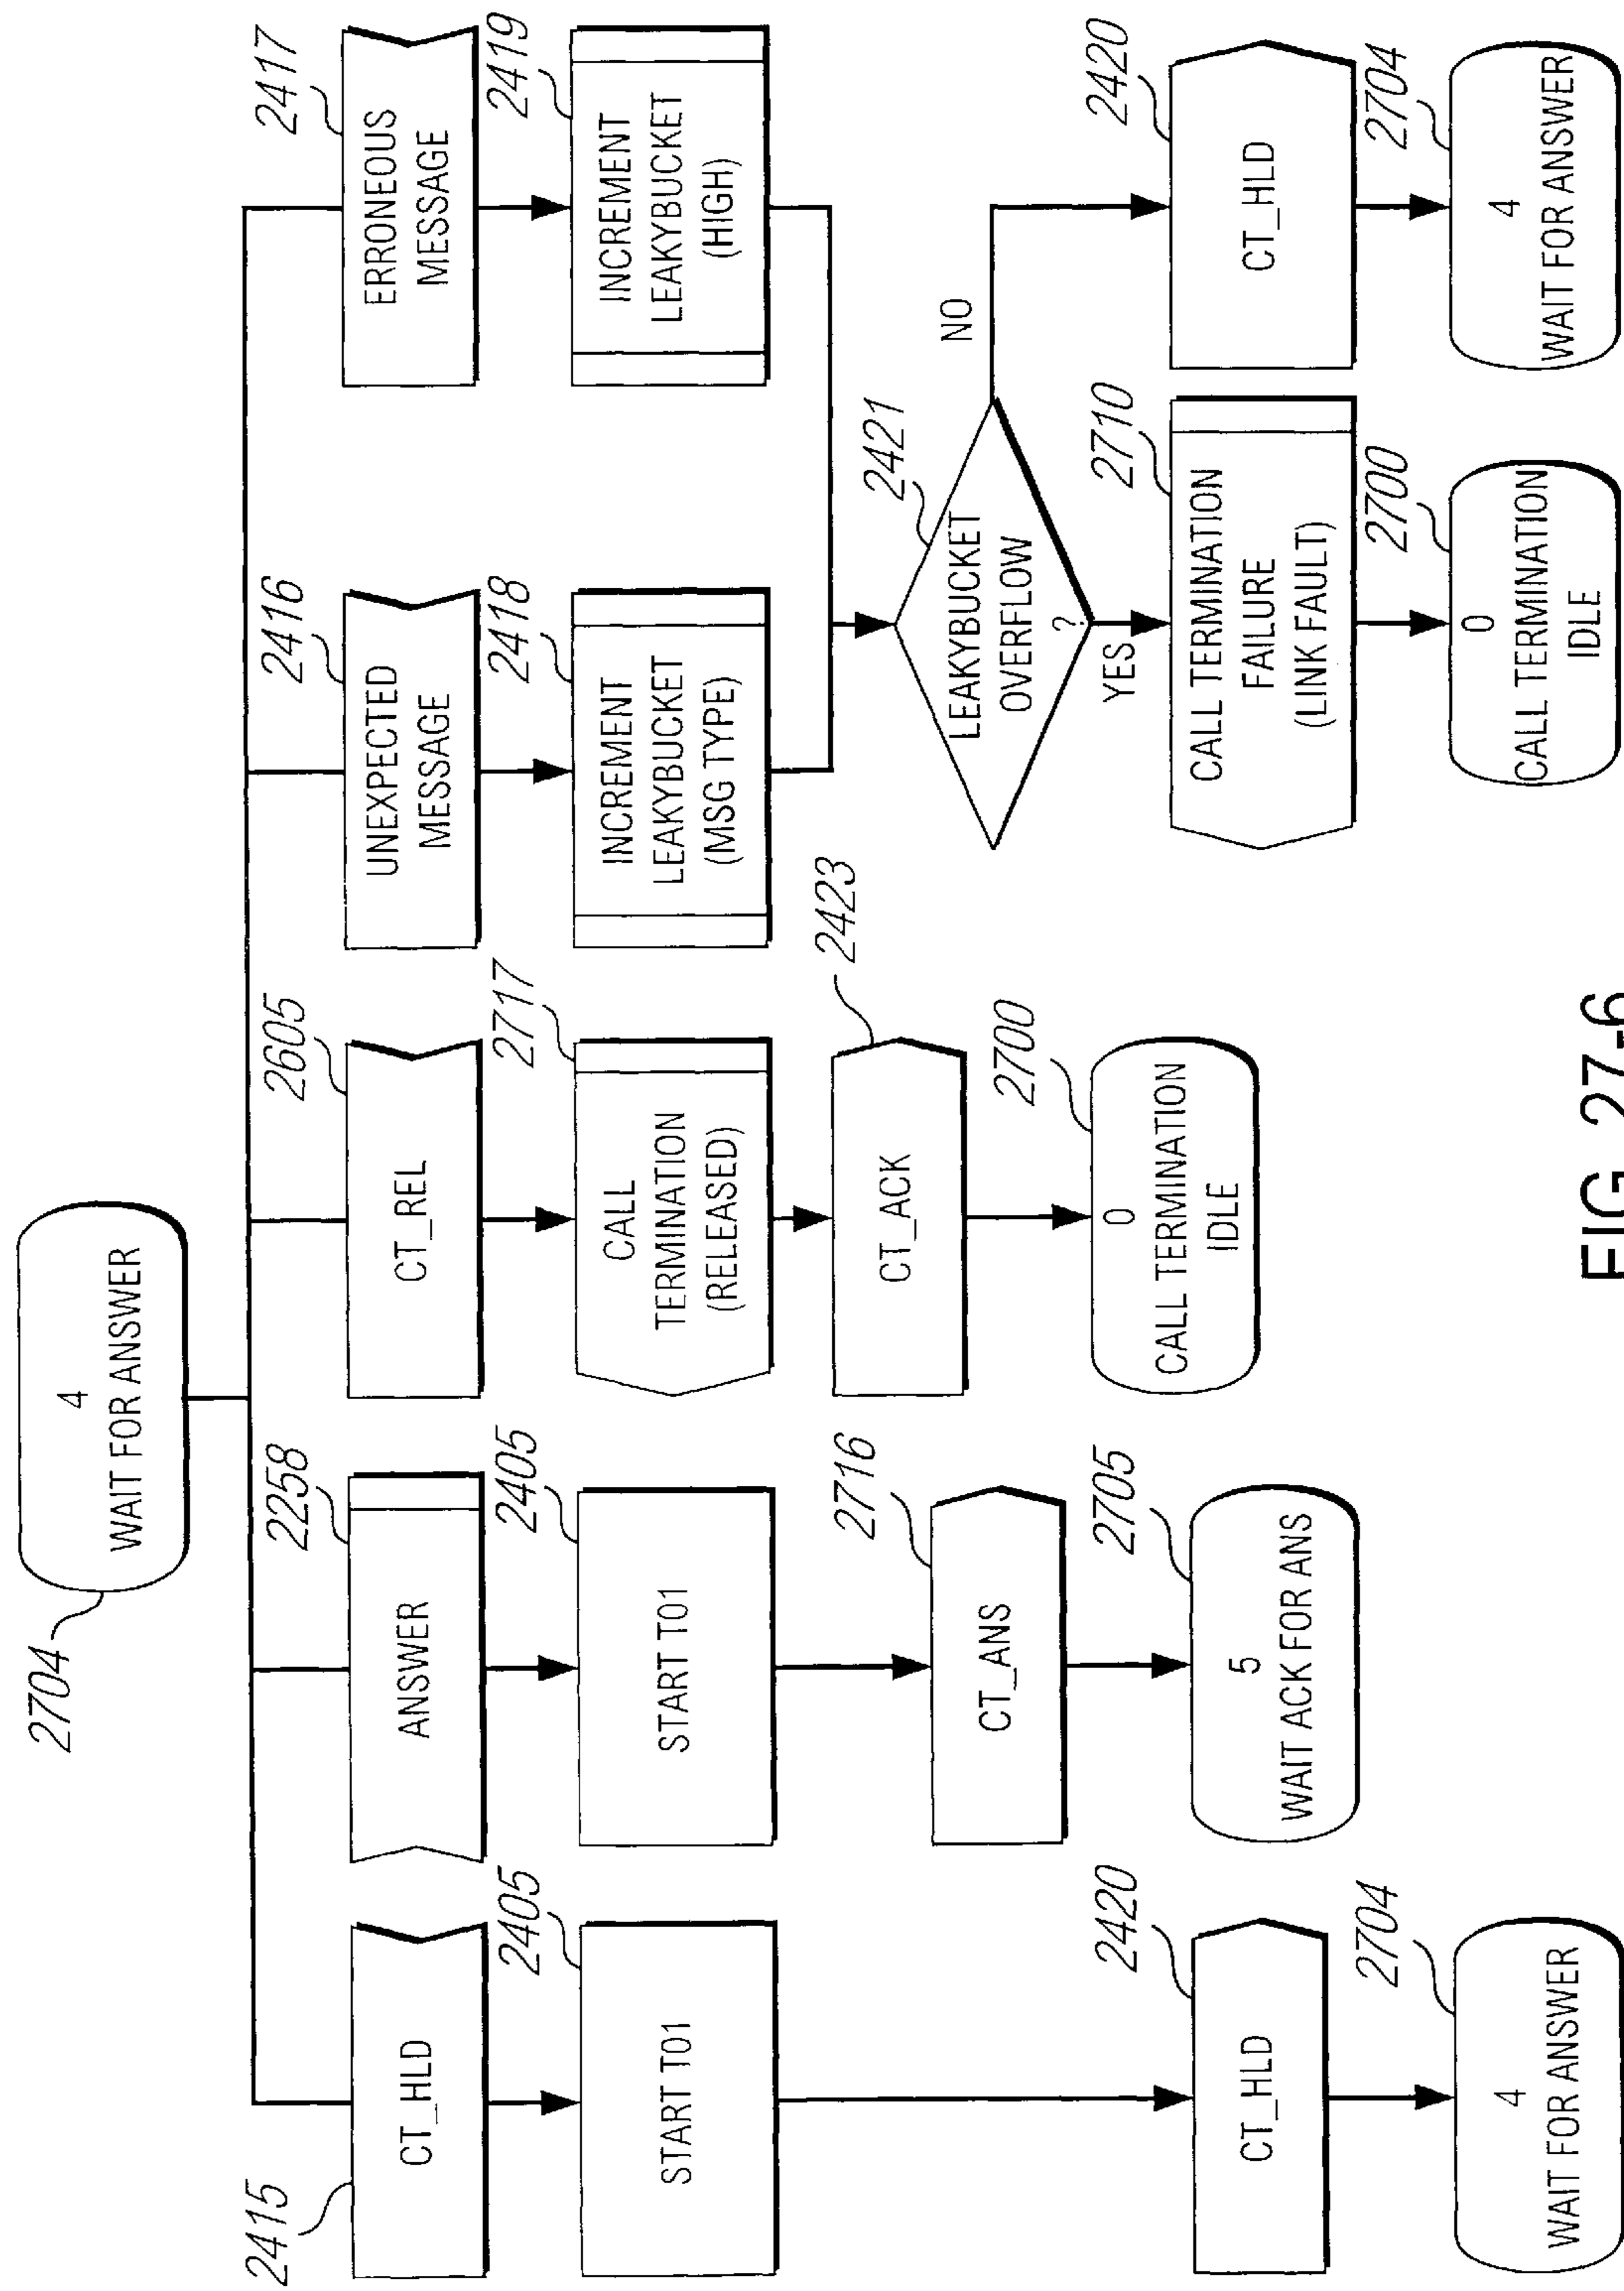 2704
4
WAIT FOR ANSWER
2415
CT_HLD
2405
START T01
2420
CT_HLD
2704
4
WAIT FOR ANSWER
2258
ANSWER
2405
START T01
2716
CT_ANS
2705
5
WAIT ACK FOR ANS
2605
CT_REL
2717
CALL
TERMINATION
(RELEASED)
2423
CT_ACK
2700
0
CALL TERMINATION
IDLE
2416
UNEXPECTED
MESSAGE
2418
INCREMENT
LEAKYBUCKET
(MSG TYPE)
2417
ERRONEOUS
MESSAGE
2419
INCREMENT
LEAKYBUCKET
(HIGH)
2421
LEAKYBUCKET
OVERFLOW
?
YES
NO
2710
CALL TERMINATION
FAILURE
(LINK FAULT)
2700
0
CALL TERMINATION
IDLE
2420
CT_HLD
2704
4
WAIT FOR ANSWER
FIG. 27-6